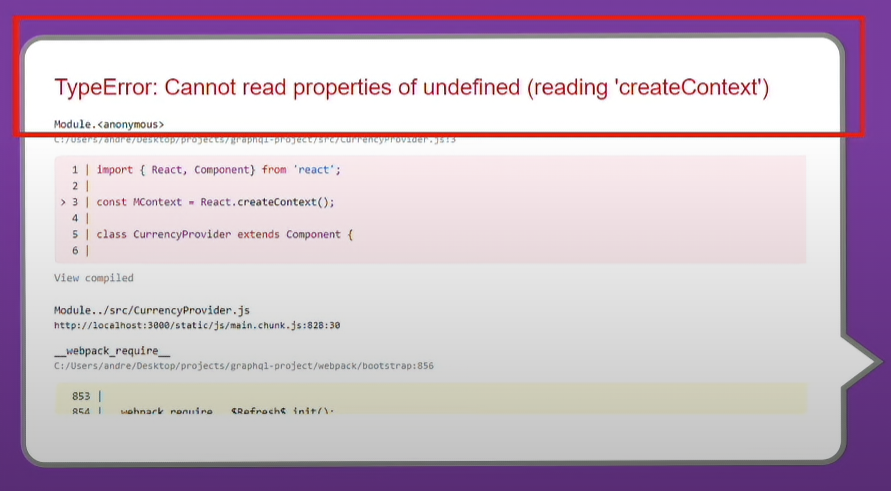 TypeError: Cannot read properties of undefined (reading 'createContext')
Module.<anonymous>
C:/Users/andre/Desktop/projects/graphql-project/src/CurrencyProvider.js:3
1 | import { React, Component} from 'react';
2 |
> 3 | const MContext = React.createContext();
4 |
5 | class CurrencyProvider extends Component {
6 |
View compiled
Module../src/CurrencyProvider.js
http://localhost:3000/static/js/main.chunk.js:828:30
__webpack_require__
C:/Users/andre/Desktop/projects/graphql-project/webpack/bootstrap:856
853 |
854 | __webpack_require__.$Refresh$.init();